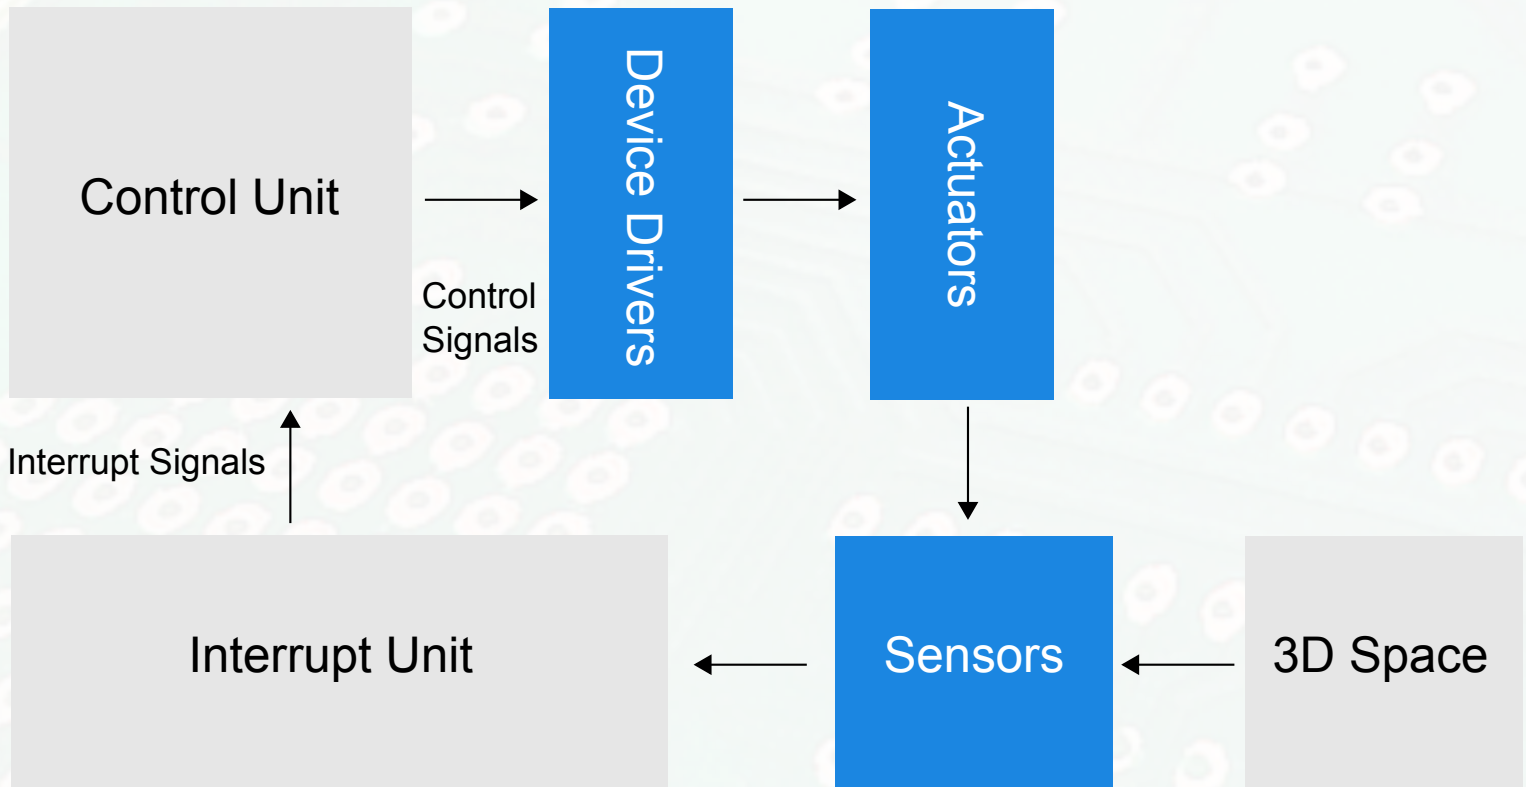 Control Unit
Control
Signals
Device Drivers
Actuators
Interrupt Signals
Interrupt Unit
Sensors
3D Space